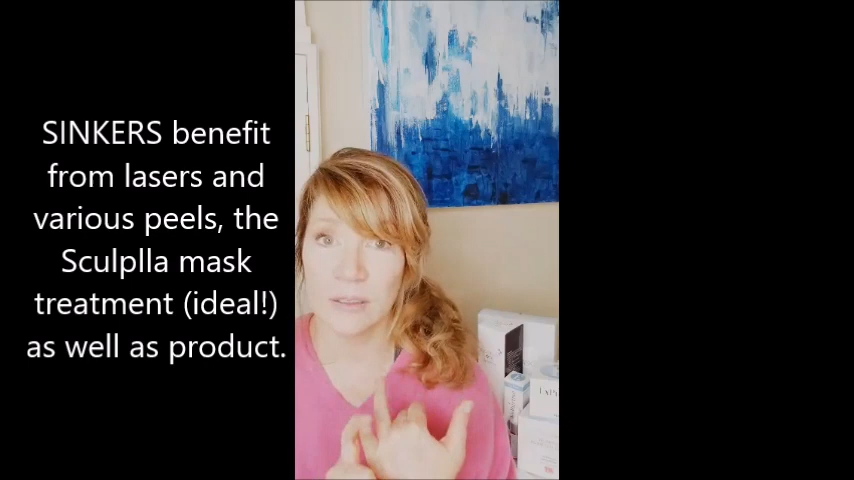 SINKERS benefit
from lasers and
various peels, the
Sculplla mask
treatment (ideal!)
as well as product.